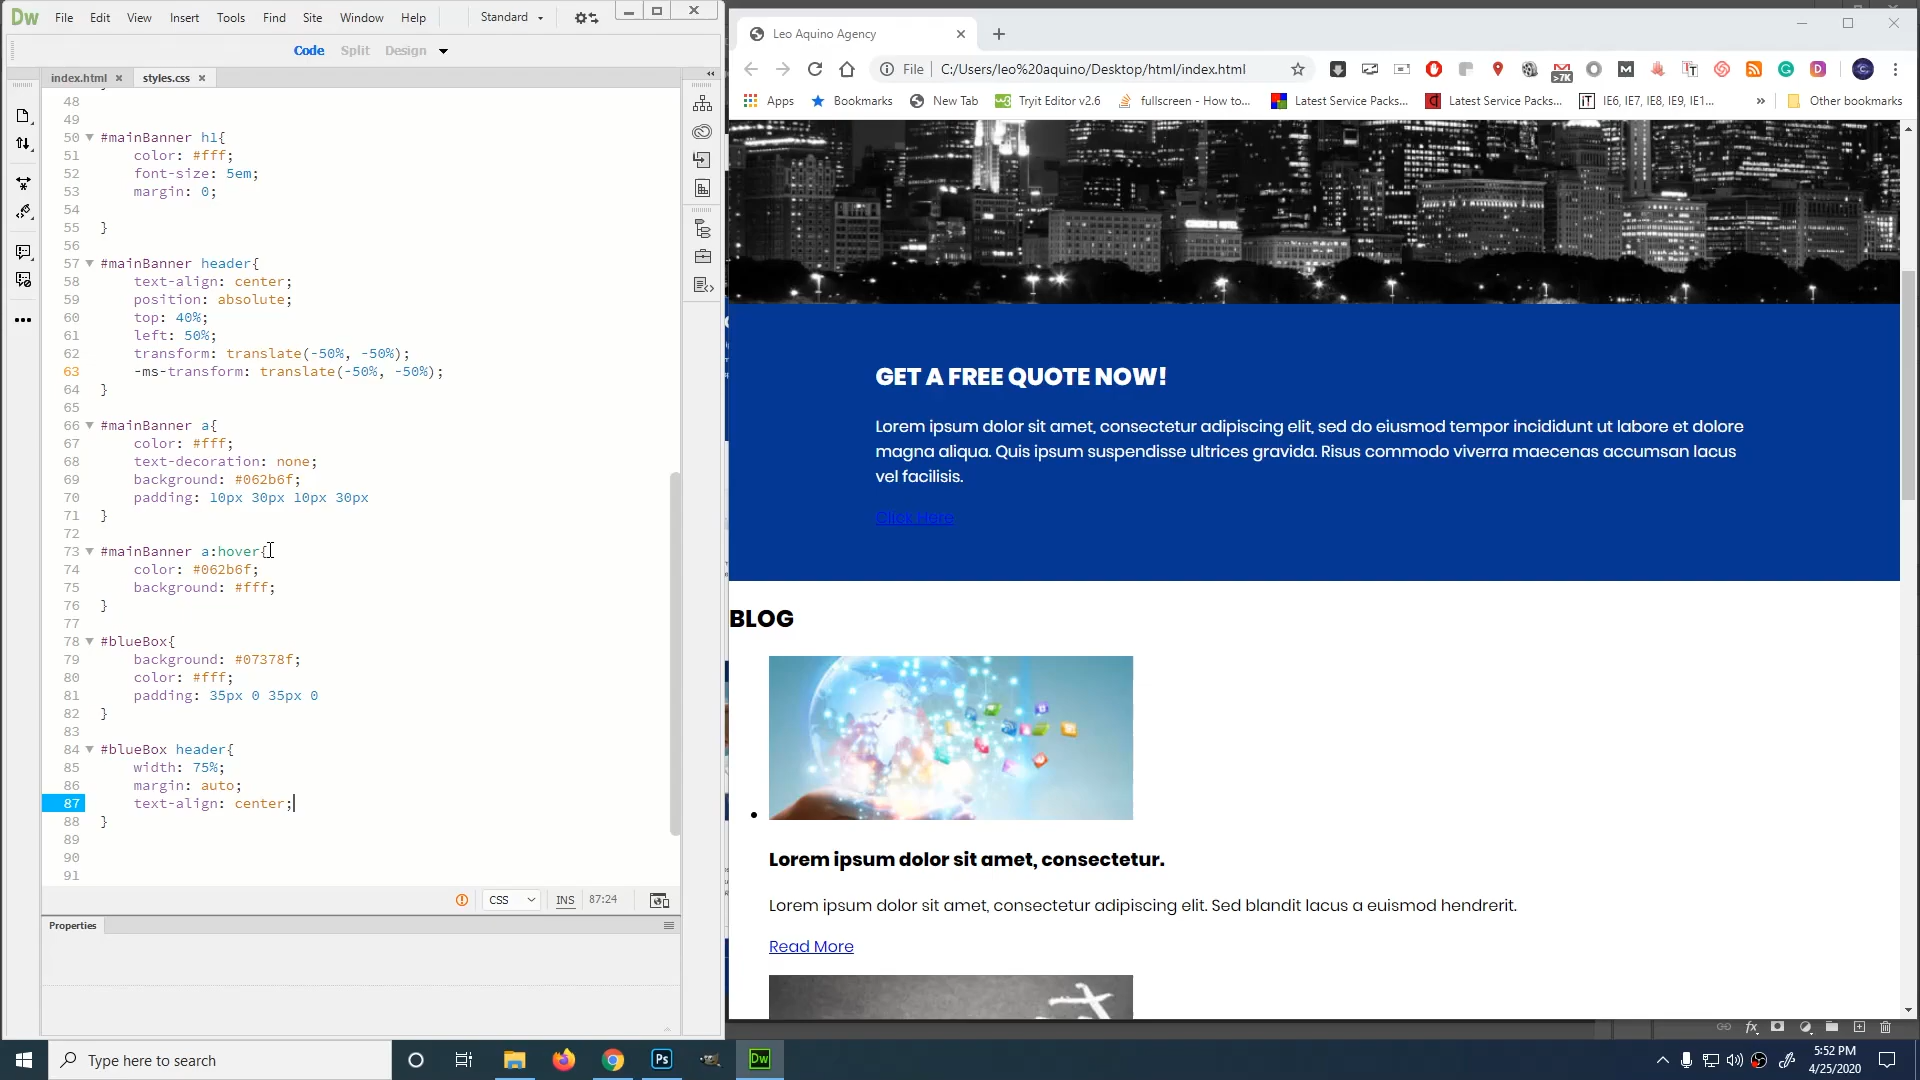 Dw File Edit View Insert Tools Find Site Window Help Standard
Code Split Design
index.html × styles.css ×
48
49
50 #mainBanner h1{
51 color: #fff;
52 font-size: 5em;
53 margin: 0;
54
55 }
56
57 #mainBanner header{
58 text-align: center;
59 position: absolute;
60 top: 40%;
61 left: 50%;
62 transform: translate(-50%, -50%);
63 -ms-transform: translate(-50%, -50%);
64 }
65
66 #mainBanner a{
67 color: #fff;
68 text-decoration: none;
69 background: #062b6f;
70 padding: 10px 30px 10px 30px
71 }
72
73 #mainBanner a:hover{
74 color: #062b6f;
75 background: #fff;
76 }
77
78 #blueBox{
79 background: #07378f;
80 color: #fff;
81 padding: 35px 0 35px 0
82 }
83
84 #blueBox header{
85 width: 75%;
86 margin: auto;
87 text-align: center;
88 }
89
90
91
CSS INS 87:24
Properties
Leo Aquino Agency
File C:/Users/leo%20aquino/Desktop/html/index.html
>7K
Apps Bookmarks New Tab Tryit Editor v2.6 fullscreen - How to... Latest Service Packs... Latest Service Packs... IE6, IE7, IE8, IE9, IE1... » Other bookmarks
GET A FREE QUOTE NOW!
Lorem ipsum dolor sit amet, consectetur adipiscing elit, sed do eiusmod tempor incididunt ut labore et dolore
magna aliqua. Quis ipsum suspendisse ultrices gravida. Risus commodo viverra maecenas accumsan lacus
vel facilisis.
Click Here
BLOG
Lorem ipsum dolor sit amet, consectetur.
Lorem ipsum dolor sit amet, consectetur adipiscing elit. Sed blandit lacus a euismod hendrerit.
Read More
Type here to search
Ps
Dw
5:52 PM
4/25/2020